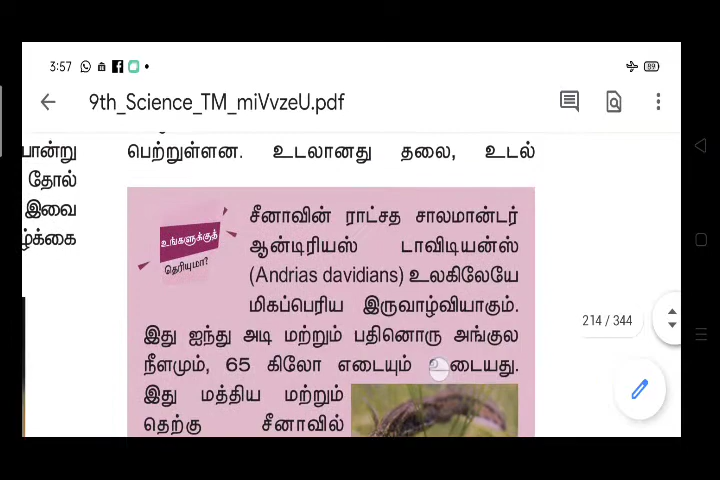 3:57
89
9th_Science_TM_miVvzeU.pdf
பெற்றுள்ளன. உடலானது தலை, உடல்
தோல்
இவை
உங்களுக்குத்
தெரியுமா?
சீனாவின் ராட்சத சாலமான்டர்
ஆன்டிரியஸ் டாவிடியன்ஸ்
(Andrias davidians) உலகிலேயே
மிகப்பெரிய இருவாழ்வியாகும்.
இது ஐந்து அடி மற்றும் பதினொரு அங்குல
நீளமும், 65 கிலோ எடையும் உடையது.
இது மத்திய மற்றும்
தெற்கு சீனாவில்
214 / 344